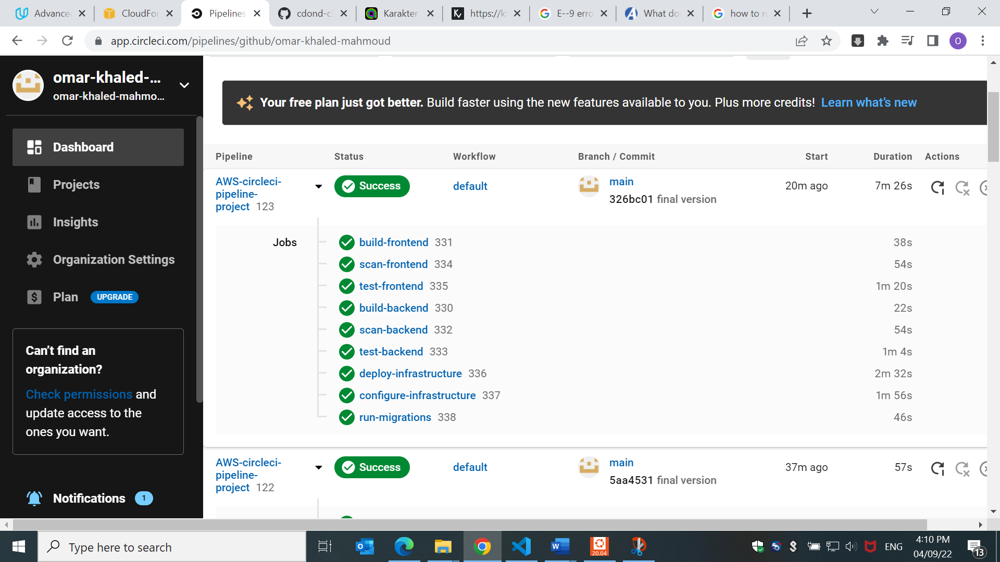 Advance
CloudFor
Pipelines
cdond-c3
Karakter
https://kv
E--9 erro
What do
how to re
app.circleci.com/pipelines/github/omar-khaled-mahmoud
O
omar-khaled-...
omar-khaled-mahmo...
Dashboard
Projects
Insights
Organization Settings
Plan UPGRADE
Can't find an
organization?
Check permissions and
update access to the
ones you want.
Notifications 1
Your free plan just got better. Build faster using the new features available to you. Plus more credits! Learn what's new
Pipeline Status Workflow Branch / Commit Start Duration Actions
AWS-circleci-
pipeline-
project 123
Success
default
main
326bc01 final version
20m ago
7m 26s
Jobs
build-frontend 331 38s
scan-frontend 334 54s
test-frontend 335 1m 20s
build-backend 330 22s
scan-backend 332 54s
test-backend 333 1m 4s
deploy-infrastructure 336 2m 32s
configure-infrastructure 337 1m 56s
run-migrations 338 46s
AWS-circleci-
pipeline-
project 122
Success
default
main
5aa4531 final version
37m ago
57s
Type here to search
20.04
ENG
4:10 PM
04/09/22
13